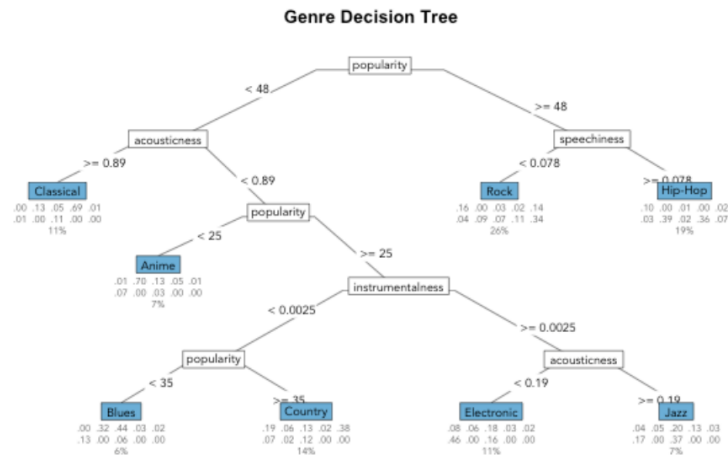 Genre Decision Tree
popularity
< 48
>= 48
acousticness
speechiness
>= 0.89
< 0.89
< 0.078
>= 0.078
Classical
.00 .13 .05 .69 .01
.01 .00 .11 .00 .00
11%
Rock
.16 .00 .03 .02 .14
.04 .09 .07 .11 .34
26%
Hip-Hop
.10 .00 .01 .00 .02
.03 .39 .02 .36 .07
19%
popularity
< 25
>= 25
Anime
.01 .70 .13 .05 .01
.07 .00 .03 .00 .00
7%
instrumentalness
< 0.0025
>= 0.0025
popularity
acousticness
< 35
>= 35
< 0.19
>= 0.19
Blues
.00 .32 .44 .03 .02
.13 .00 .06 .00 .00
6%
Country
.19 .06 .13 .02 .38
.07 .02 .12 .00 .00
14%
Electronic
.08 .06 .18 .03 .02
.46 .00 .16 .00 .00
11%
Jazz
.04 .05 .20 .13 .03
.17 .00 .37 .00 .00
7%